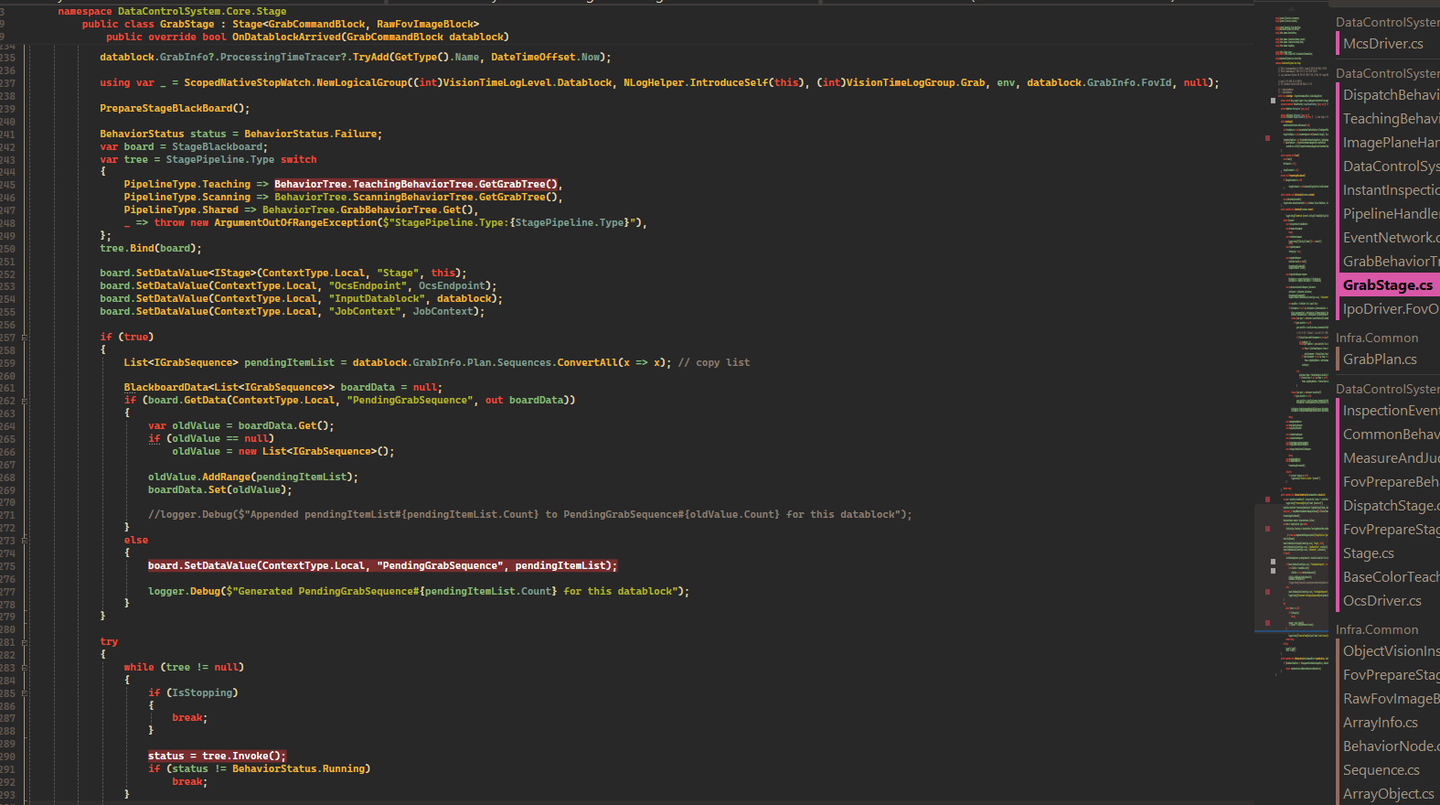 namespace DataControlSystem.Core.Stage
public class GrabStage : Stage<GrabCommandBlock, RawFovImageBlock>
public override bool OnDatablockArrived(GrabCommandBlock datablock)
234
235 datablock.GrabInfo?.ProcessingTimeTracer?.TryAdd(GetType().Name, DateTimeOffset.Now);
236
237 using var _ = ScopedNativeStopWatch.NewLogicalGroup((int)VisionTimeLogLevel.Datablock, NLogHelper.IntroduceSelf(this), (int)VisionTimeLogGroup.Grab, env, datablock.GrabInfo.FovId, null);
238
239 PrepareStageBlackBoard();
240
241 BehaviorStatus status = BehaviorStatus.Failure;
242 var board = StageBlackboard;
243 var tree = StagePipeline.Type switch
244 {
245 PipelineType.Teaching => BehaviorTree.TeachingBehaviorTree.GetGrabTree(),
246 PipelineType.Scanning => BehaviorTree.ScanningBehaviorTree.GetGrabTree(),
247 PipelineType.Shared => BehaviorTree.GrabBehaviorTree.Get(),
248 _ => throw new ArgumentOutOfRangeException($"StagePipeline.Type:{StagePipeline.Type}"),
249 };
250 tree.Bind(board);
251
252 board.SetDataValue<IStage>(ContextType.Local, "Stage", this);
253 board.SetDataValue(ContextType.Local, "OcsEndpoint", OcsEndpoint);
254 board.SetDataValue(ContextType.Local, "InputDatablock", datablock);
255 board.SetDataValue(ContextType.Local, "JobContext", JobContext);
256
257 if (true)
258 {
259 List<IGrabSequence> pendingItemList = datablock.GrabInfo.Plan.Sequences.ConvertAll(x => x); // copy list
260
261 BlackboardData<List<IGrabSequence>> boardData = null;
262 if (board.GetData(ContextType.Local, "PendingGrabSequence", out boardData))
263 {
264 var oldValue = boardData.Get();
265 if (oldValue == null)
266 oldValue = new List<IGrabSequence>();
267
268 oldValue.AddRange(pendingItemList);
269 boardData.Set(oldValue);
270
271 //logger.Debug($"Appended pendingItemList#{pendingItemList.Count} to PendingGrabSequence#{oldValue.Count} for this datablock");
272 }
273 else
274 {
275 board.SetDataValue(ContextType.Local, "PendingGrabSequence", pendingItemList);
276
277 logger.Debug($"Generated PendingGrabSequence#{pendingItemList.Count} for this datablock");
278 }
279 }
280
281 try
282 {
283 while (tree != null)
284 {
285 if (IsStopping)
286 {
287 break;
288 }
289
290 status = tree.Invoke();
291 if (status != BehaviorStatus.Running)
292 break;
293 }
DataControlSystem
McsDriver.cs
DataControlSystem
DispatchBehavi
TeachingBehavi
ImagePlaneHan
DataControlSys
InstantInspectic
PipelineHandle
EventNetwork.c
GrabBehaviorTr
GrabStage.cs
IpoDriver.FovO
Infra.Common
GrabPlan.cs
DataControlSystem
InspectionEven
CommonBehav
MeasureAndJu
FovPrepareBeh
DispatchStage.c
FovPrepareStag
Stage.cs
BaseColorTeach
OcsDriver.cs
Infra.Common
ObjectVisionIns
FovPrepareStag
RawFovImageB
ArrayInfo.cs
BehaviorNode.c
Sequence.cs
ArrayObject.cs